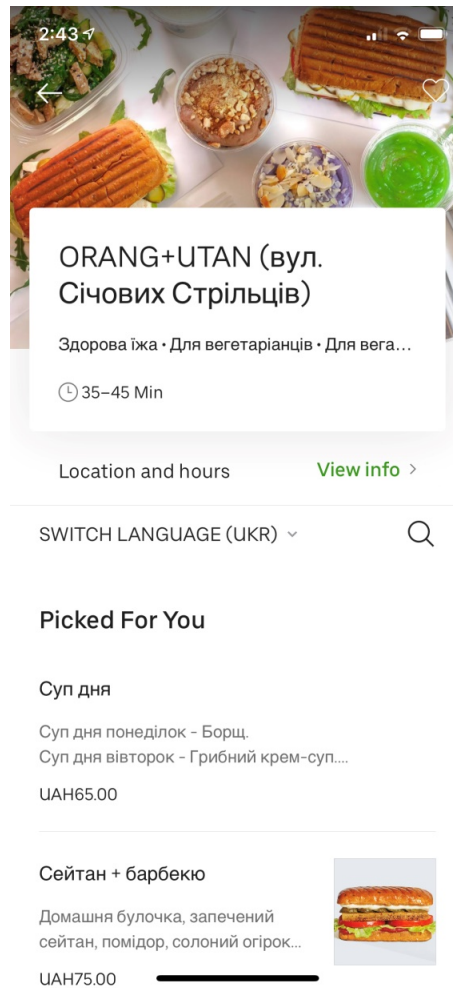 2:43
ORANG+UTAN (вул.
Січових Стрільців)
Здорова їжа • Для вегетаріанців • Для вега...
35–45 Min
Location and hours
View info
SWITCH LANGUAGE (UKR)
Picked For You
Суп дня
Суп дня понеділок - Борщ.
Суп дня вівторок - Грибний крем-суп....
UAH65.00
Сейтан + барбекю
Домашня булочка, запечений
сейтан, помідор, солоний огірок...
UAH75.00